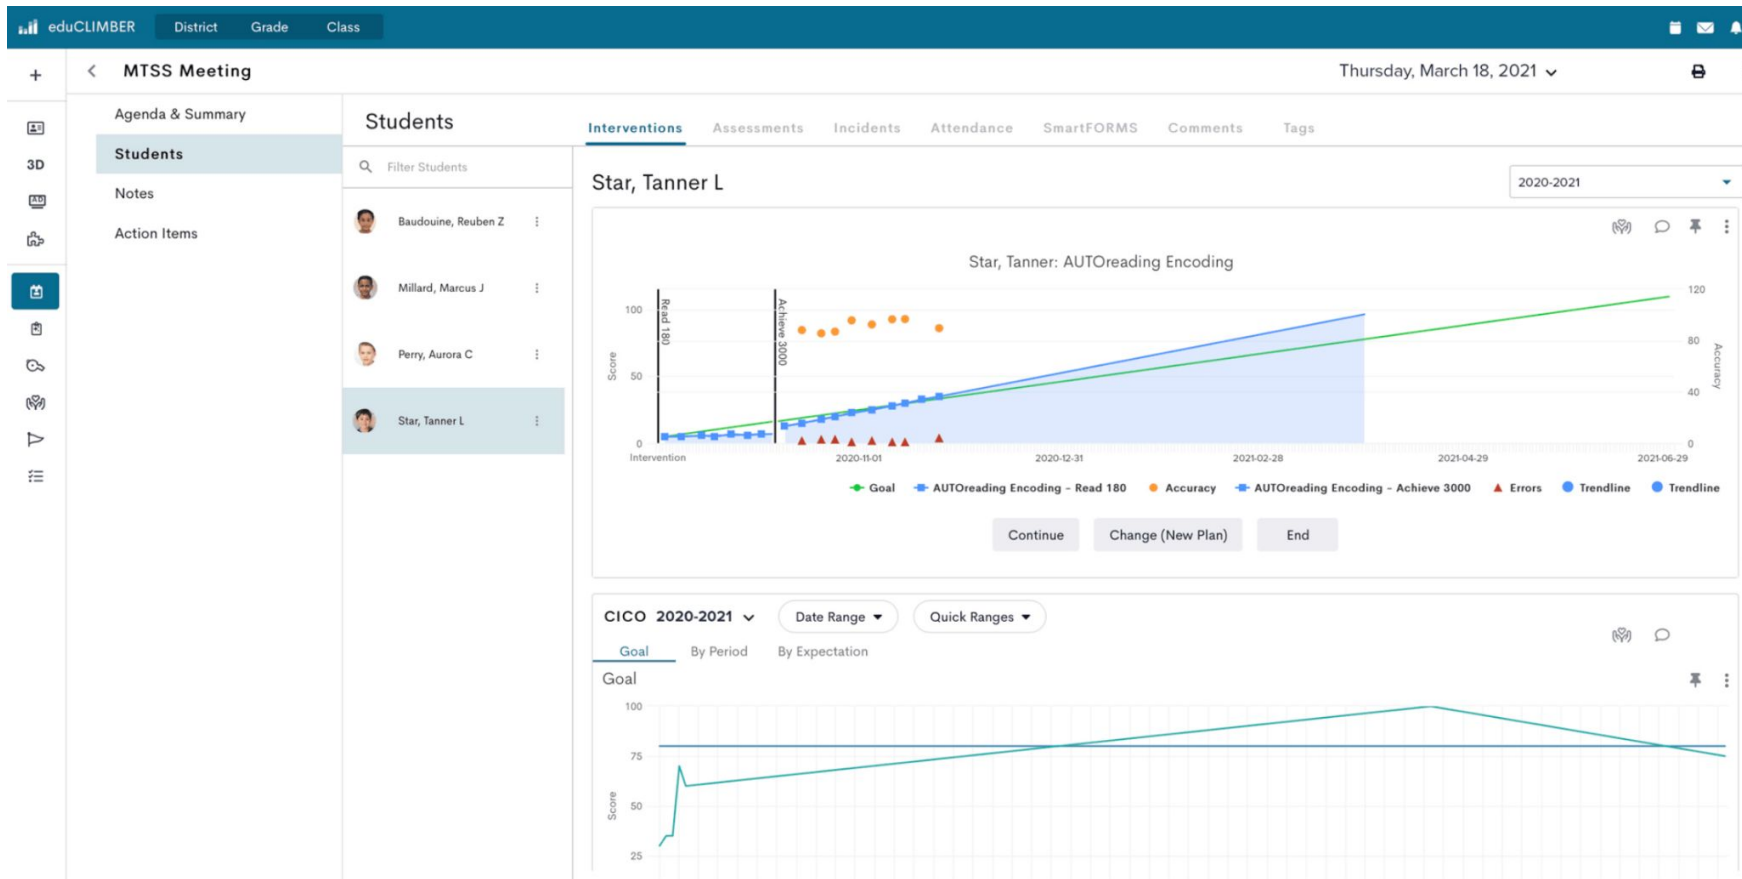 eduCLIMBER District Grade Class
MTSS Meeting Thursday, March 18, 2021
3D
AD
Agenda & Summary
Students
Notes
Action Items
Students
Filter Students
Baudouine, Reuben Z
Millard, Marcus J
Perry, Aurora C
Star, Tanner L
Interventions Assessments Incidents Attendance SmartFORMS Comments Tags
Star, Tanner L 2020-2021
Star, Tanner: AUTOreading Encoding
Read 180
Achieve 3000
Score
100
50
0
120
80
40
0
Accuracy
Intervention 2020-11-01 2020-12-31 2021-02-28 2021-04-29 2021-06-29
Goal AUTOreading Encoding - Read 180 Accuracy AUTOreading Encoding - Achieve 3000 Errors Trendline Trendline
Continue Change (New Plan) End
CICO 2020-2021 Date Range Quick Ranges
Goal By Period By Expectation
Goal
100
75
50
25
Score